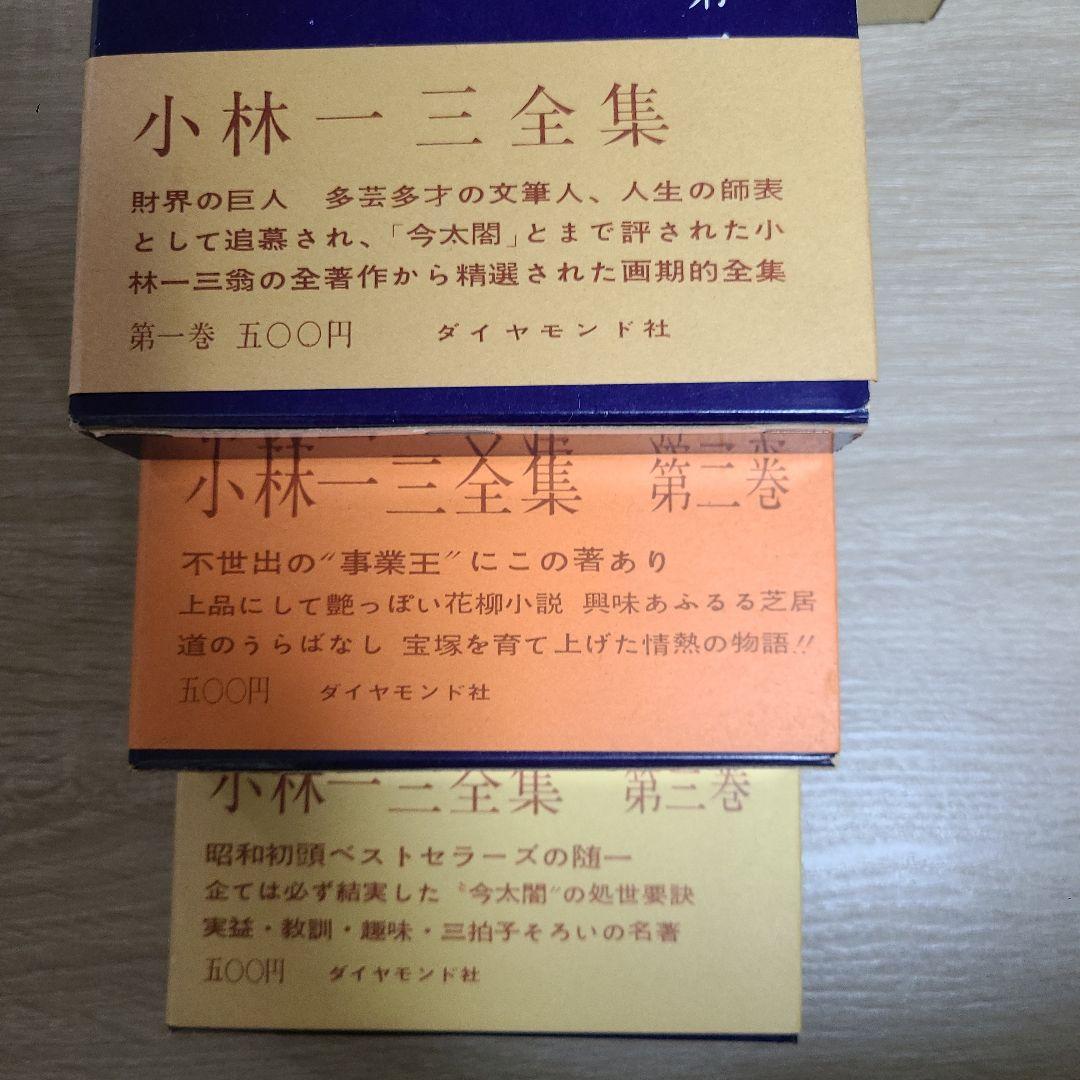 第
小林一三全集
財界の巨人　多芸多才の文筆人、人生の師表
として追慕され、「今太閤」とまで評された小
林一三翁の全著作から精選された画期的全集
第一巻 五〇〇円　ダイヤモンド社
小林一三全集　第二巻
不世出の〝事業王〟にこの著あり
上品にして艶っぽい花柳小説 興味あふるる芝居
道のうらばなし 宝塚を育て上げた情熱の物語!!
五〇〇円　ダイヤモンド社
小林一三全集　第三巻
昭和初頭ベストセラーズの随一
企ては必ず結実した〝今太閤〟の処世要訣
実益・教訓・趣味・三拍子そろいの名著
五〇〇円　ダイヤモンド社